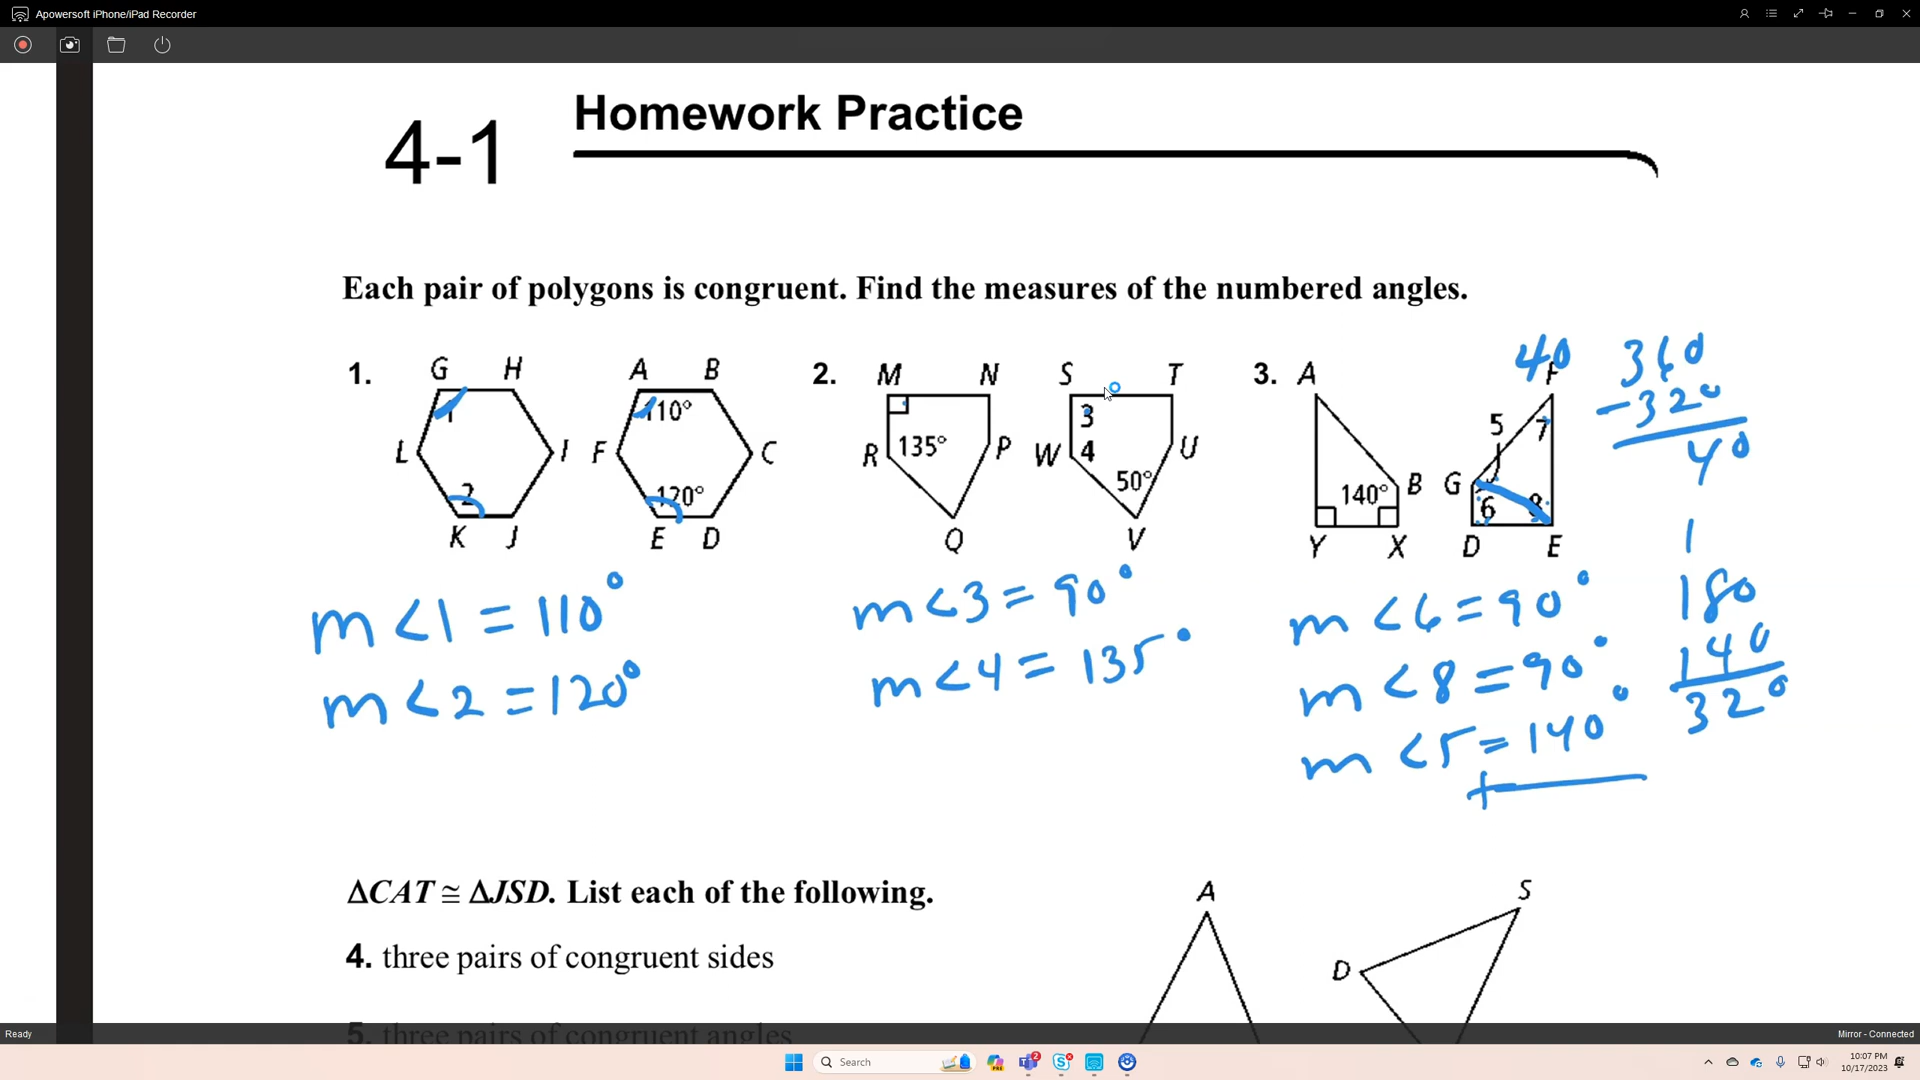 Apowersoft iPhone/iPad Recorder
4-1 Homework Practice
Each pair of polygons is congruent. Find the measures of the numbered angles.
1. G H A B
1 110°
L I F C
2 120°
K J E D
m<1 = 110°
m<2 = 120°
2. M N S T
3
R 135° P W 4 U
50°
Q V
m<3 = 90°
m<4 = 135°
3. A 40 F
5 7
140° B G 6 8
Y X D E
m<6 = 90°
m<8 = 90°
m<5 = 140°
+
360
-320
40
1
180
140
320
ΔCAT ≅ ΔJSD. List each of the following.
4. three pairs of congruent sides
A S
D
5. three pairs of congruent angles
Ready
Mirror - Connected
Search
2
10:07 PM
10/17/2023